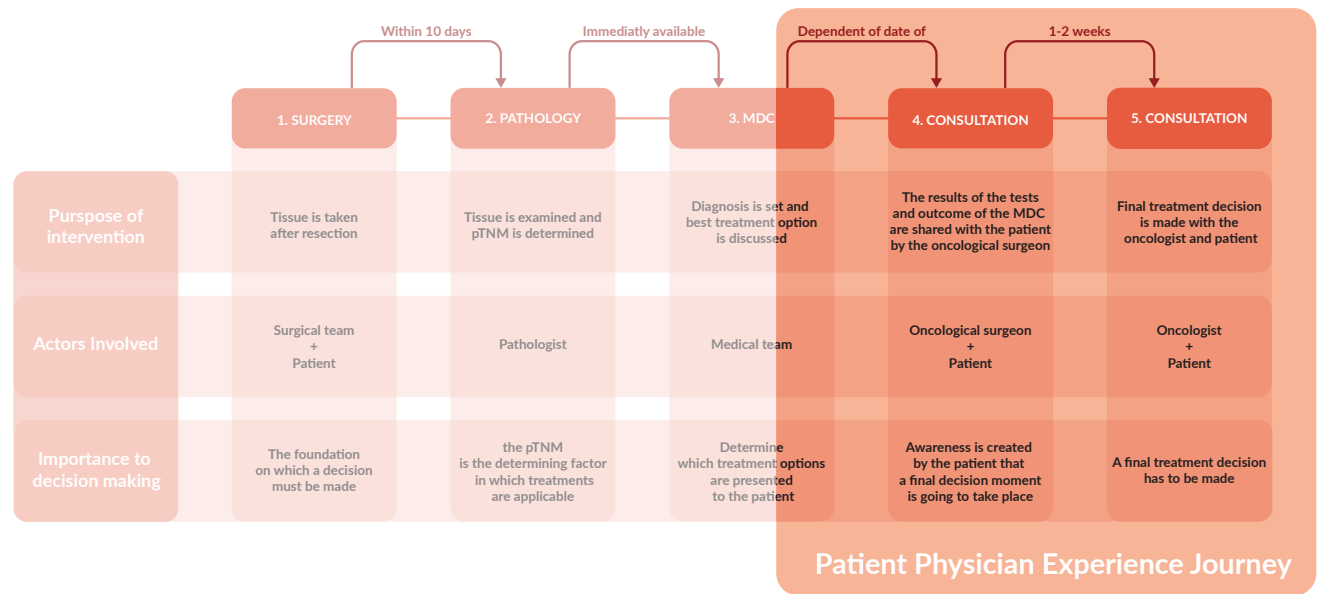 Within 10 days
Immediatly available
Dependent of date of
1-2 weeks
1. SURGERY
2. PATHOLOGY
3. MDC
4. CONSULTATION
5. CONSULTATION
Purspose of
intervention
Tissue is taken
after resection
Tissue is examined and
pTNM is determined
Diagnosis is set and
best treatment option
is discussed
The results of the tests
and outcome of the MDC
are shared with the patient
by the oncological surgeon
Final treatment decision
is made with the
oncologist and patient
Actors Involved
Surgical team
+
Patient
Pathologist
Medical team
Oncological surgeon
+
Patient
Oncologist
+
Patient
Importance to
decision making
The foundation
on which a decision
must be made
the pTNM
is the determining factor
in which treatments
are applicable
Determine
which treatment options
are presented
to the patient
Awareness is created
by the patient that
a final decision moment
is going to take place
A final treatment decision
has to be made
Patient Physician Experience Journey